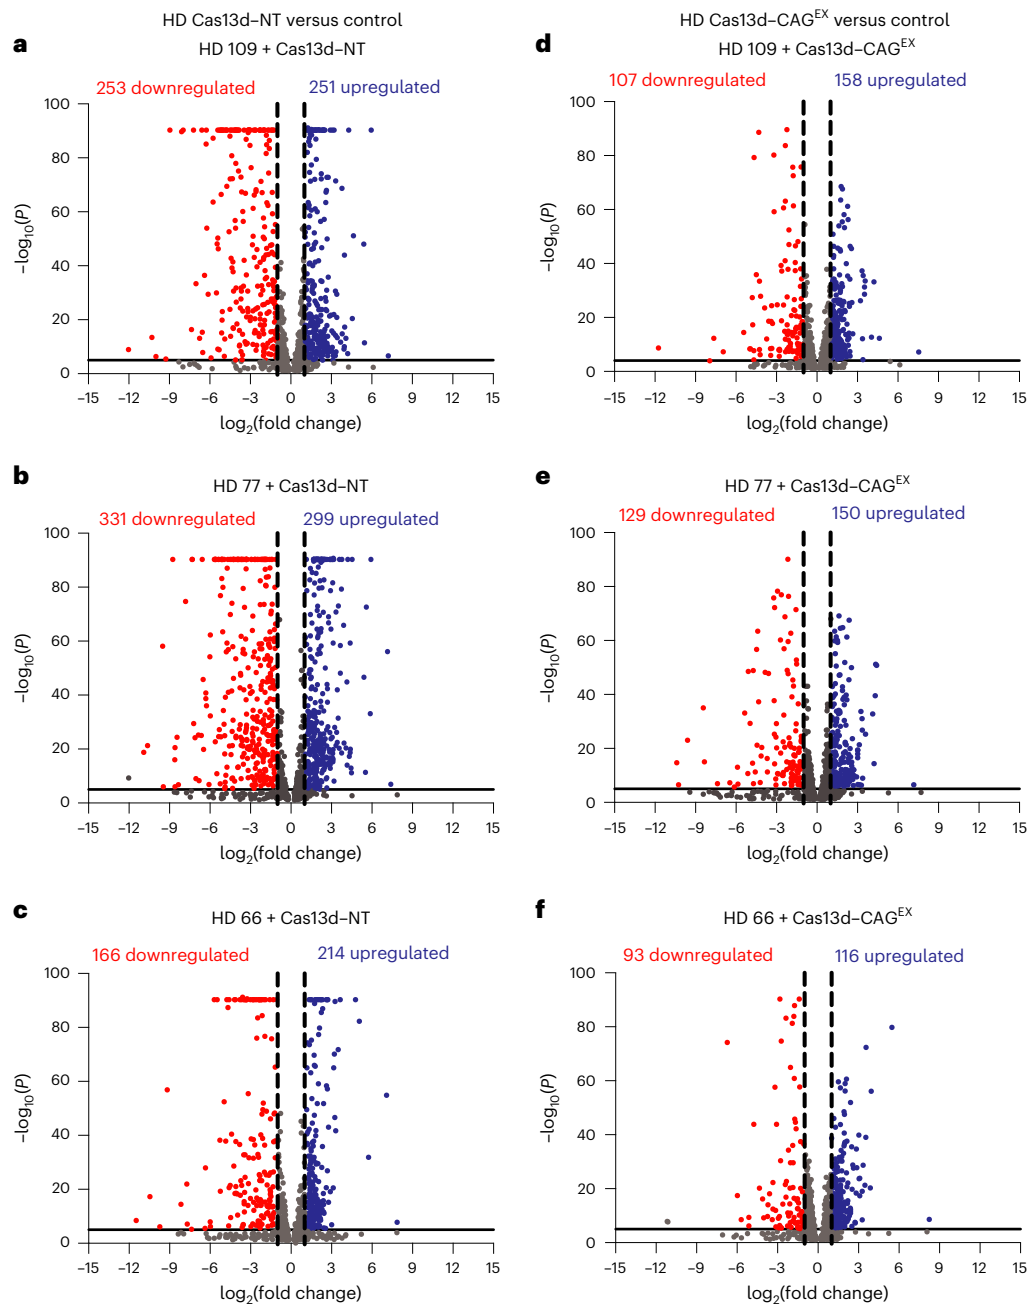 HD Cas13d–NT versus control
a
HD 109 + Cas13d–NT
253 downregulated 251 upregulated
100
80
60
40
20
0
–log10(P)
–15 –12 –9 –6 –3 0 3 6 9 12 15
log2(fold change)
b
HD 77 + Cas13d–NT
331 downregulated 299 upregulated
100
80
60
40
20
0
–log10(P)
–15 –12 –9 –6 –3 0 3 6 9 12 15
log2(fold change)
c
HD 66 + Cas13d–NT
166 downregulated 214 upregulated
100
80
60
40
20
0
–log10(P)
–15 –12 –9 –6 –3 0 3 6 9 12 15
log2(fold change)
HD Cas13d–CAGEX versus control
d
HD 109 + Cas13d–CAGEX
107 downregulated 158 upregulated
100
80
60
40
20
0
–log10(P)
–15 –12 –9 –6 –3 0 3 6 9 12 15
log2(fold change)
e
HD 77 + Cas13d–CAGEX
129 downregulated 150 upregulated
100
80
60
40
20
0
–log10(P)
–15 –12 –9 –6 –3 0 3 6 9 12 15
log2(fold change)
f
HD 66 + Cas13d–CAGEX
93 downregulated 116 upregulated
100
80
60
40
20
0
–log10(P)
–15 –12 –9 –6 –3 0 3 6 9 12 15
log2(fold change)